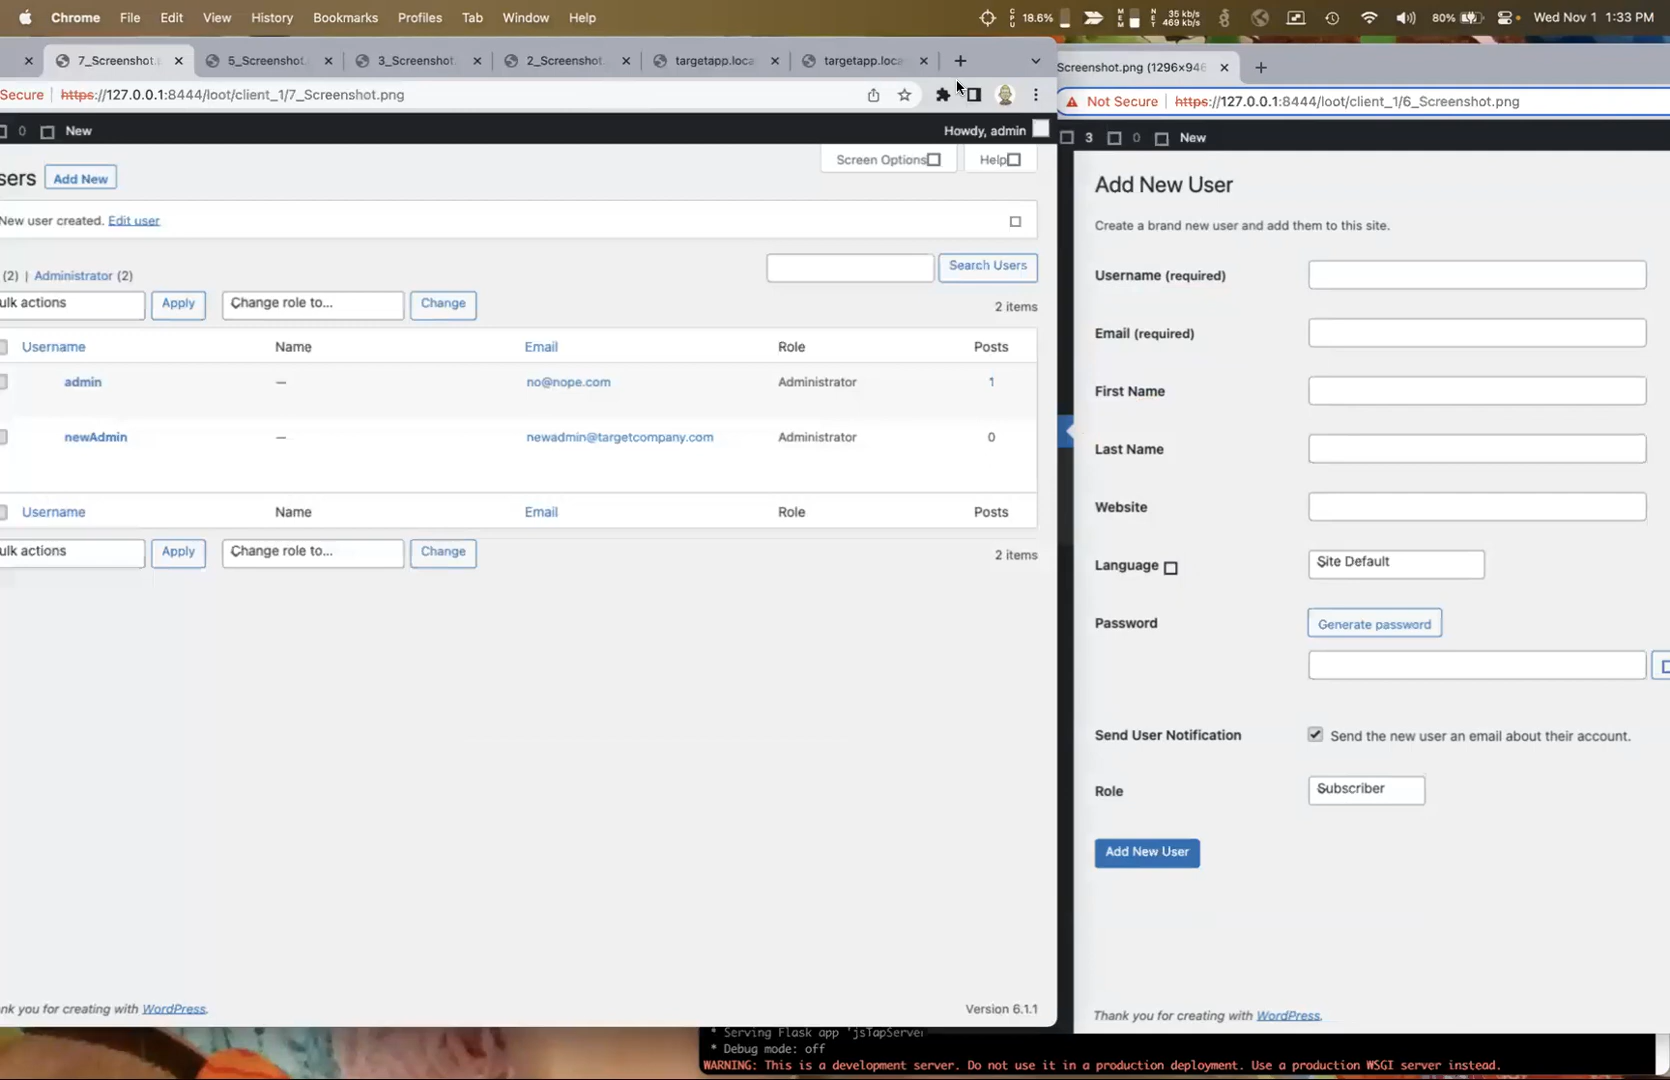 Chrome File Edit View History Bookmarks Profiles Tab Window Help
CPU 18.6% MEM NET 35 kb/s 469 kb/s 80% Wed Nov 1 1:33 PM
7_Screenshot. 5_Screenshot. 3_Screenshot. 2_Screenshot. targetapp.loca targetapp.loca
Secure https://127.0.0.1:8444/loot/client_1/7_Screenshot.png
0 New Howdy, admin
Screen Options Help
sers Add New
New user created. Edit user
(2) | Administrator (2)
Search Users
ulk actions Apply Change role to... Change
2 items
Username Name Email Role Posts
admin — no@nope.com Administrator 1
newAdmin — newadmin@targetcompany.com Administrator 0
Username Name Email Role Posts
ulk actions Apply Change role to... Change
2 items
nk you for creating with WordPress.
Version 6.1.1
Screenshot.png (1296×946
Not Secure https://127.0.0.1:8444/loot/client_1/6_Screenshot.png
3 0 New
Add New User
Create a brand new user and add them to this site.
Username (required)
Email (required)
First Name
Last Name
Website
Language Site Default
Password Generate password
Send User Notification Send the new user an email about their account.
Role Subscriber
Add New User
Thank you for creating with WordPress.
* Serving Flask app 'jsTapServer
* Debug mode: off
WARNING: This is a development server. Do not use it in a production deployment. Use a production WSGI server instead.